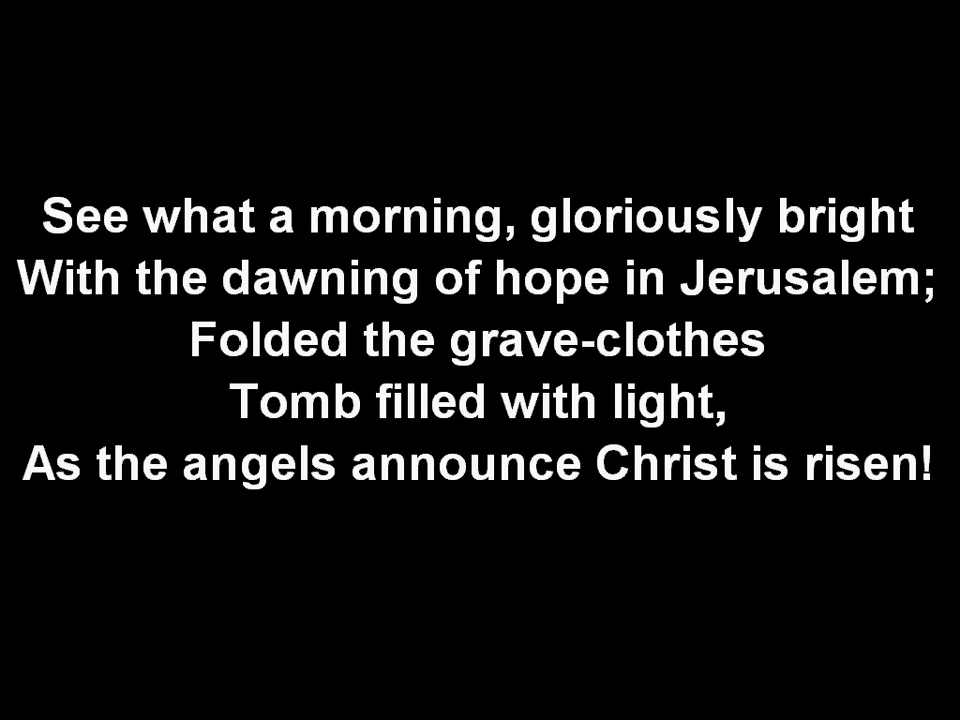 See what a morning, gloriously bright
With the dawning of hope in Jerusalem;
Folded the grave-clothes
Tomb filled with light,
As the angels announce Christ is risen!